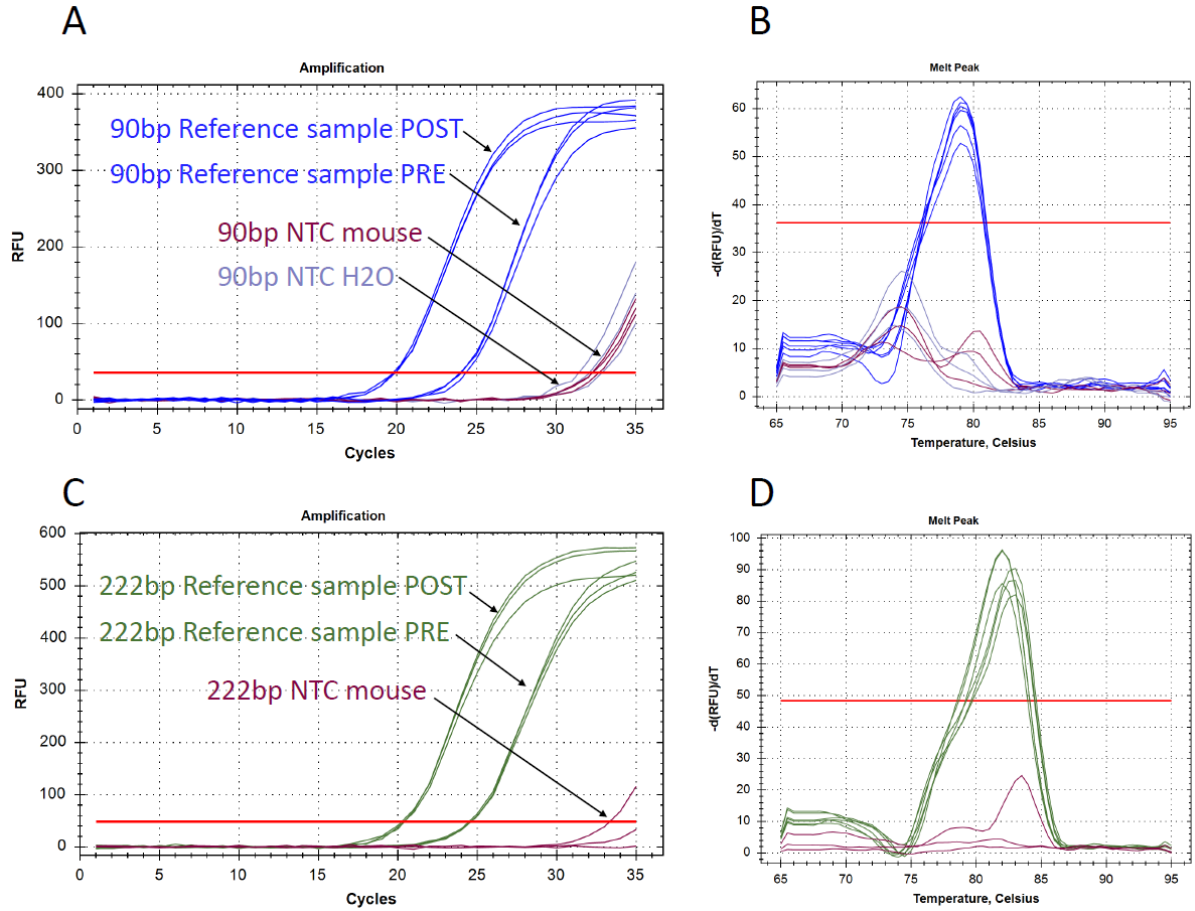 A
Amplification
400
300
200
100
0
RFU
0 5 10 15 20 25 30 35
Cycles
90bp Reference sample POST
90bp Reference sample PRE
90bp NTC mouse
90bp NTC H2O
B
Melt Peak
60
50
40
30
20
10
0
-d(RFU)/dT
65 70 75 80 85 90 95
Temperature, Celsius
C
Amplification
600
500
400
300
200
100
0
RFU
0 5 10 15 20 25 30 35
Cycles
222bp Reference sample POST
222bp Reference sample PRE
222bp NTC mouse
D
Melt Peak
100
90
80
70
60
50
40
30
20
10
0
-d(RFU)/dT
65 70 75 80 85 90 95
Temperature, Celsius